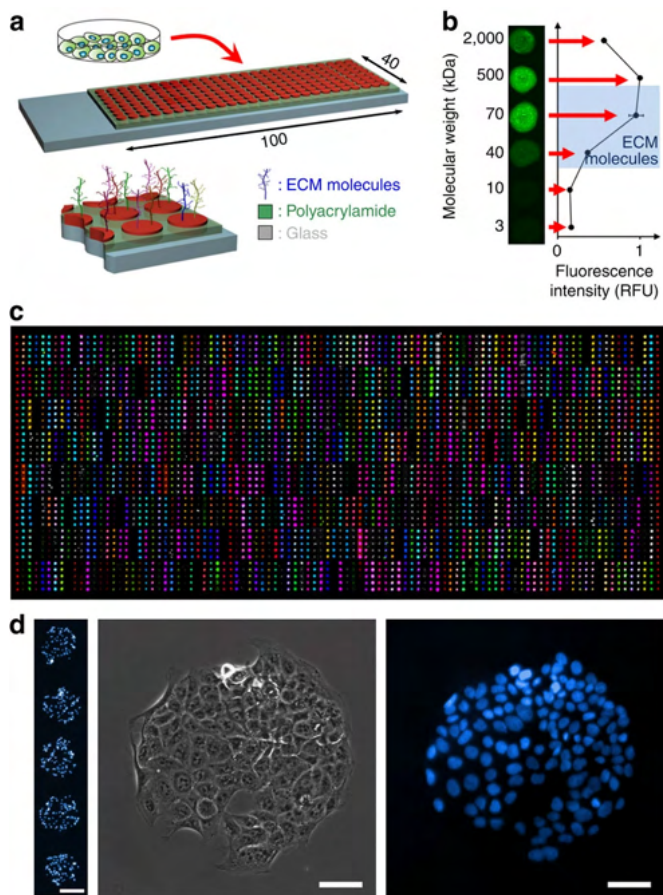 a
40
100
: ECM molecules
: Polyacrylamide
: Glass
b
Molecular weight (kDa)
2,000
500
70
40
10
3
ECM
molecules
0
1
Fluorescence
intensity (RFU)
c
d